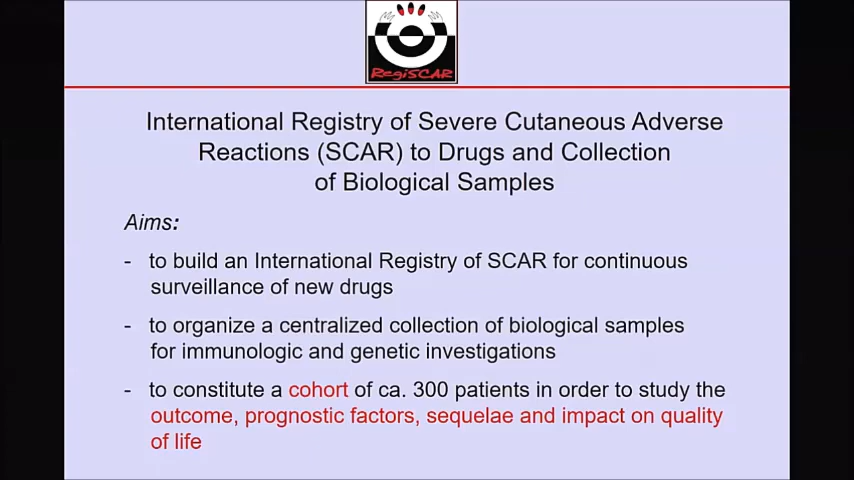 RegiSCAR
International Registry of Severe Cutaneous Adverse
Reactions (SCAR) to Drugs and Collection
of Biological Samples
Aims:
- to build an International Registry of SCAR for continuous
surveillance of new drugs
- to organize a centralized collection of biological samples
for immunologic and genetic investigations
- to constitute a cohort of ca. 300 patients in order to study the
outcome, prognostic factors, sequelae and impact on quality
of life